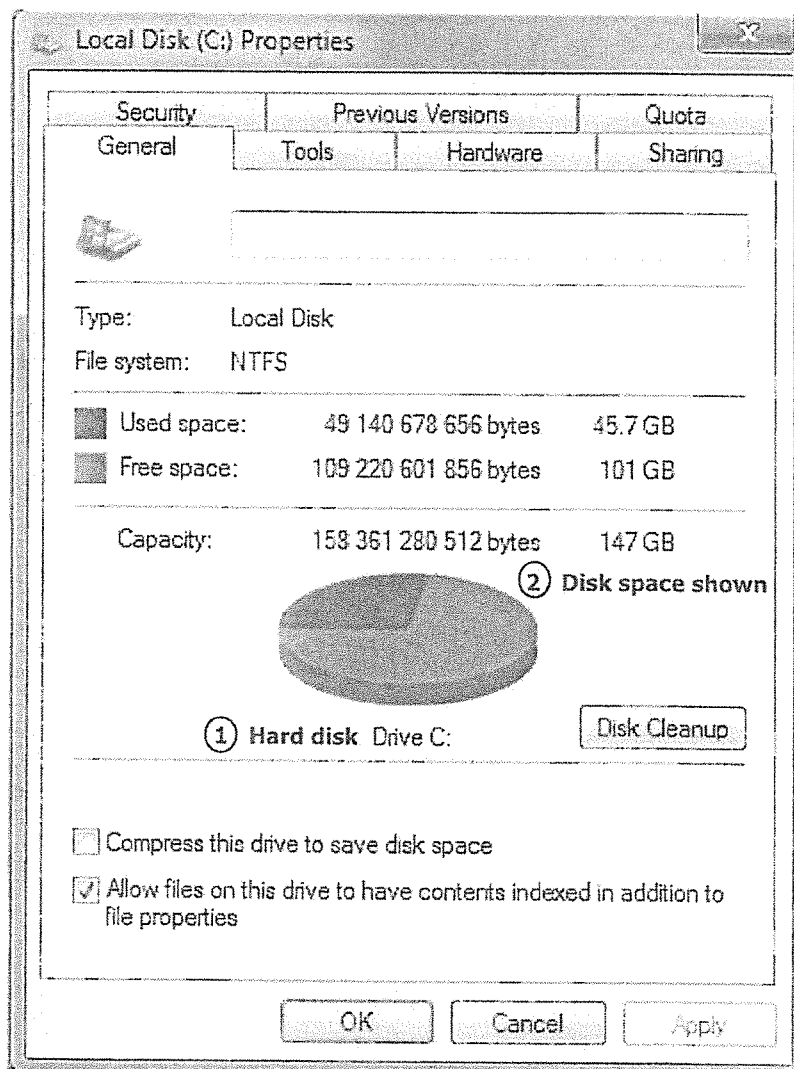 Local Disk (C:) Properties
Security Previous Versions Quota
General Tools Hardware Sharing
Type: Local Disk
File system: NTFS
Used space: 49 140 678 656 bytes 45.7 GB
Free space: 109 220 601 856 bytes 101 GB
Capacity: 158 361 280 512 bytes 147 GB
2 Disk space shown
1 Hard disk Drive C:
Disk Cleanup
Compress this drive to save disk space
Allow files on this drive to have contents indexed in addition to
file properties
OK Cancel Apply